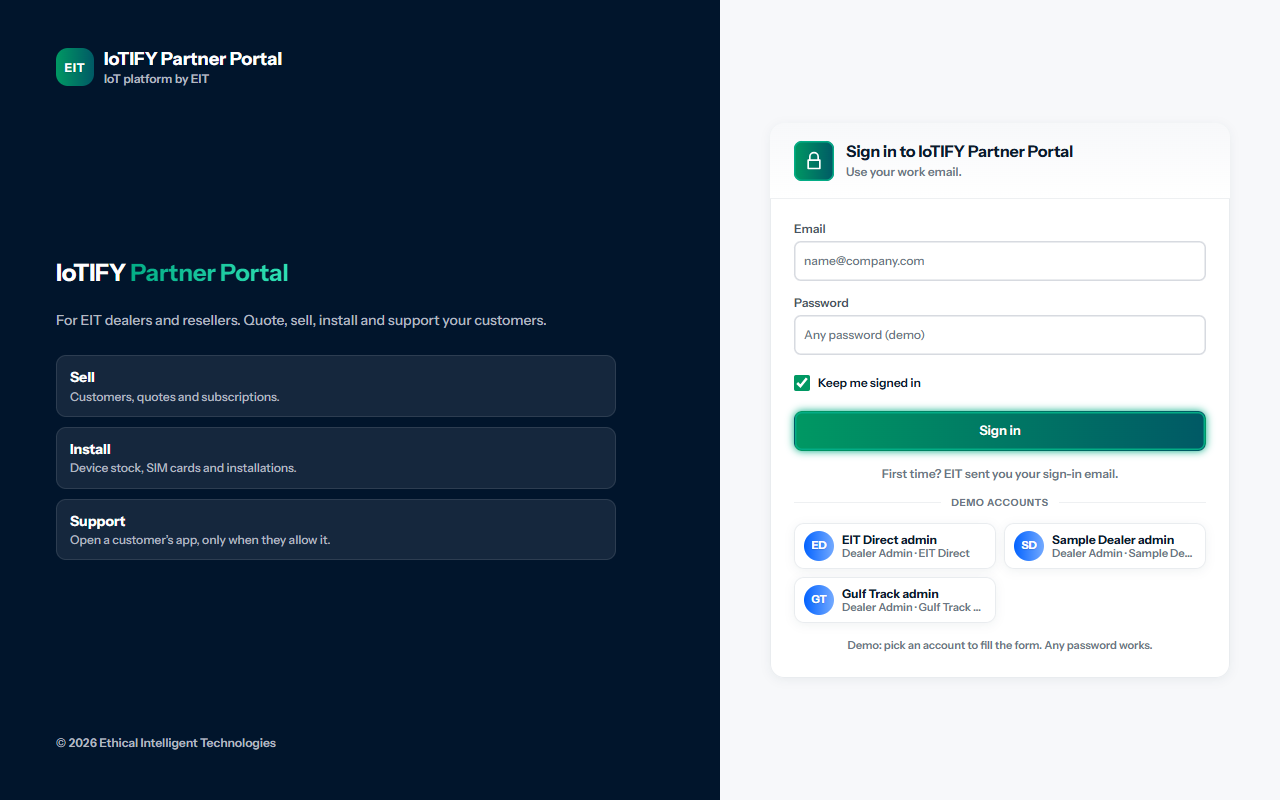 EIT
IoTIFY Partner Portal
IoT platform by EIT
IoTIFY Partner Portal
For EIT dealers and resellers. Quote, sell, install and support your customers.
Sell
Customers, quotes and subscriptions.
Install
Device stock, SIM cards and installations.
Support
Open a customer's app, only when they allow it.
© 2026 Ethical Intelligent Technologies
Sign in to IoTIFY Partner Portal
Use your work email.
Email
name@company.com
Password
Any password (demo)
Keep me signed in
Sign in
First time? EIT sent you your sign-in email.
DEMO ACCOUNTS
ED
EIT Direct admin
Dealer Admin · EIT Direct
SD
Sample Dealer admin
Dealer Admin · Sample De...
GT
Gulf Track admin
Dealer Admin · Gulf Track ...
Demo: pick an account to fill the form. Any password works.